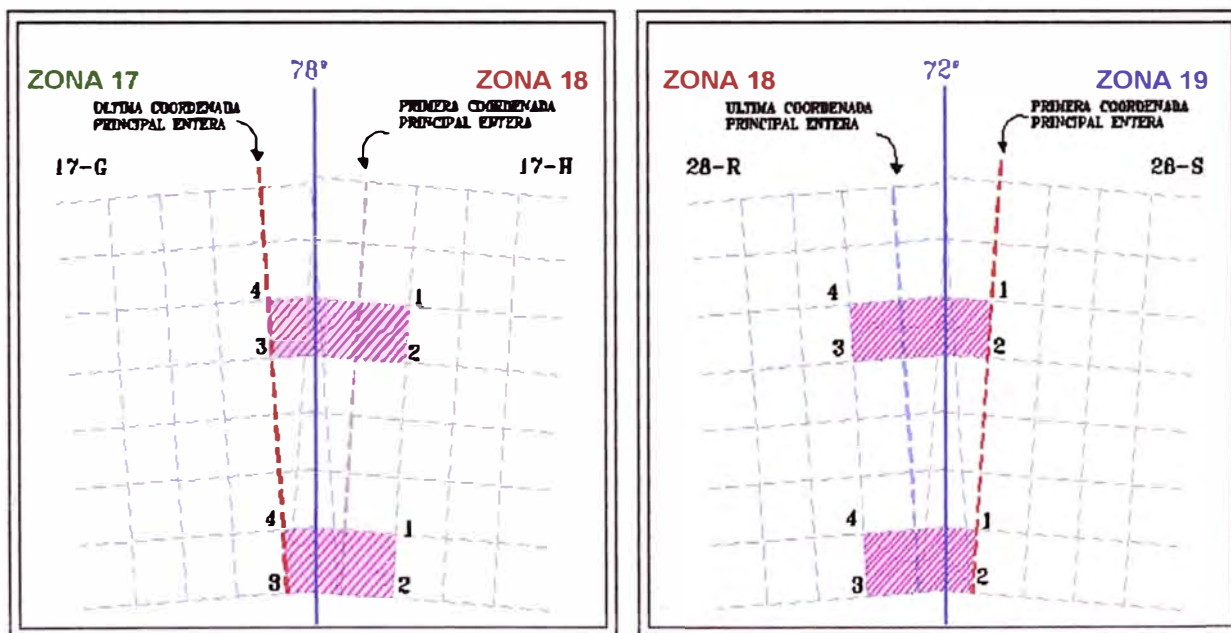 ZONA 17
78°
ZONA 18
ULTIMA COORDENADA
PRINCIPAL ENTERA
PRIMERA COORDENADA
PRINCIPAL ENTERA
17-G
17-H
4
1
3
2
4
1
3
2
ZONA 18
72°
ZONA 19
ULTIMA COORDENADA
PRINCIPAL ENTERA
PRIMERA COORDENADA
PRINCIPAL ENTERA
28-R
28-S
4
1
3
2
4
1
3
2